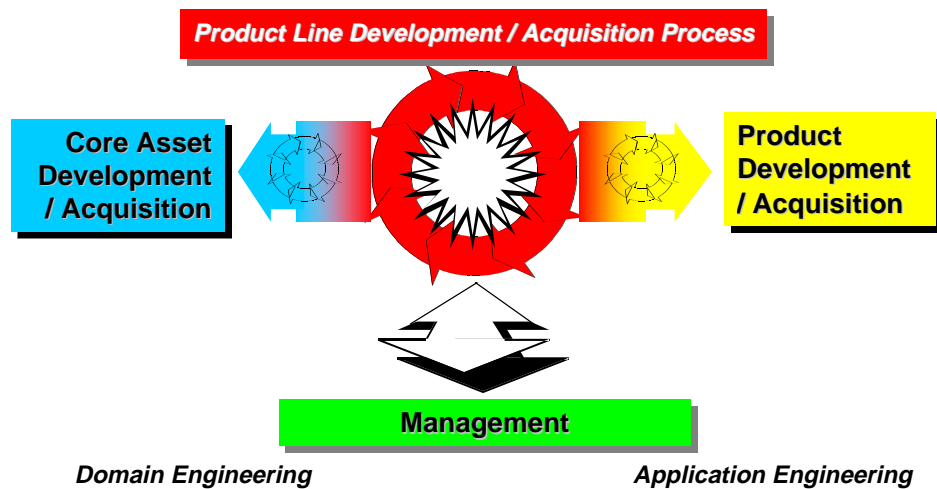 Product Line Development / Acquisition Process
Core Asset
Development
/ Acquisition
Product
Development
/ Acquisition
Management
Domain Engineering
Application Engineering